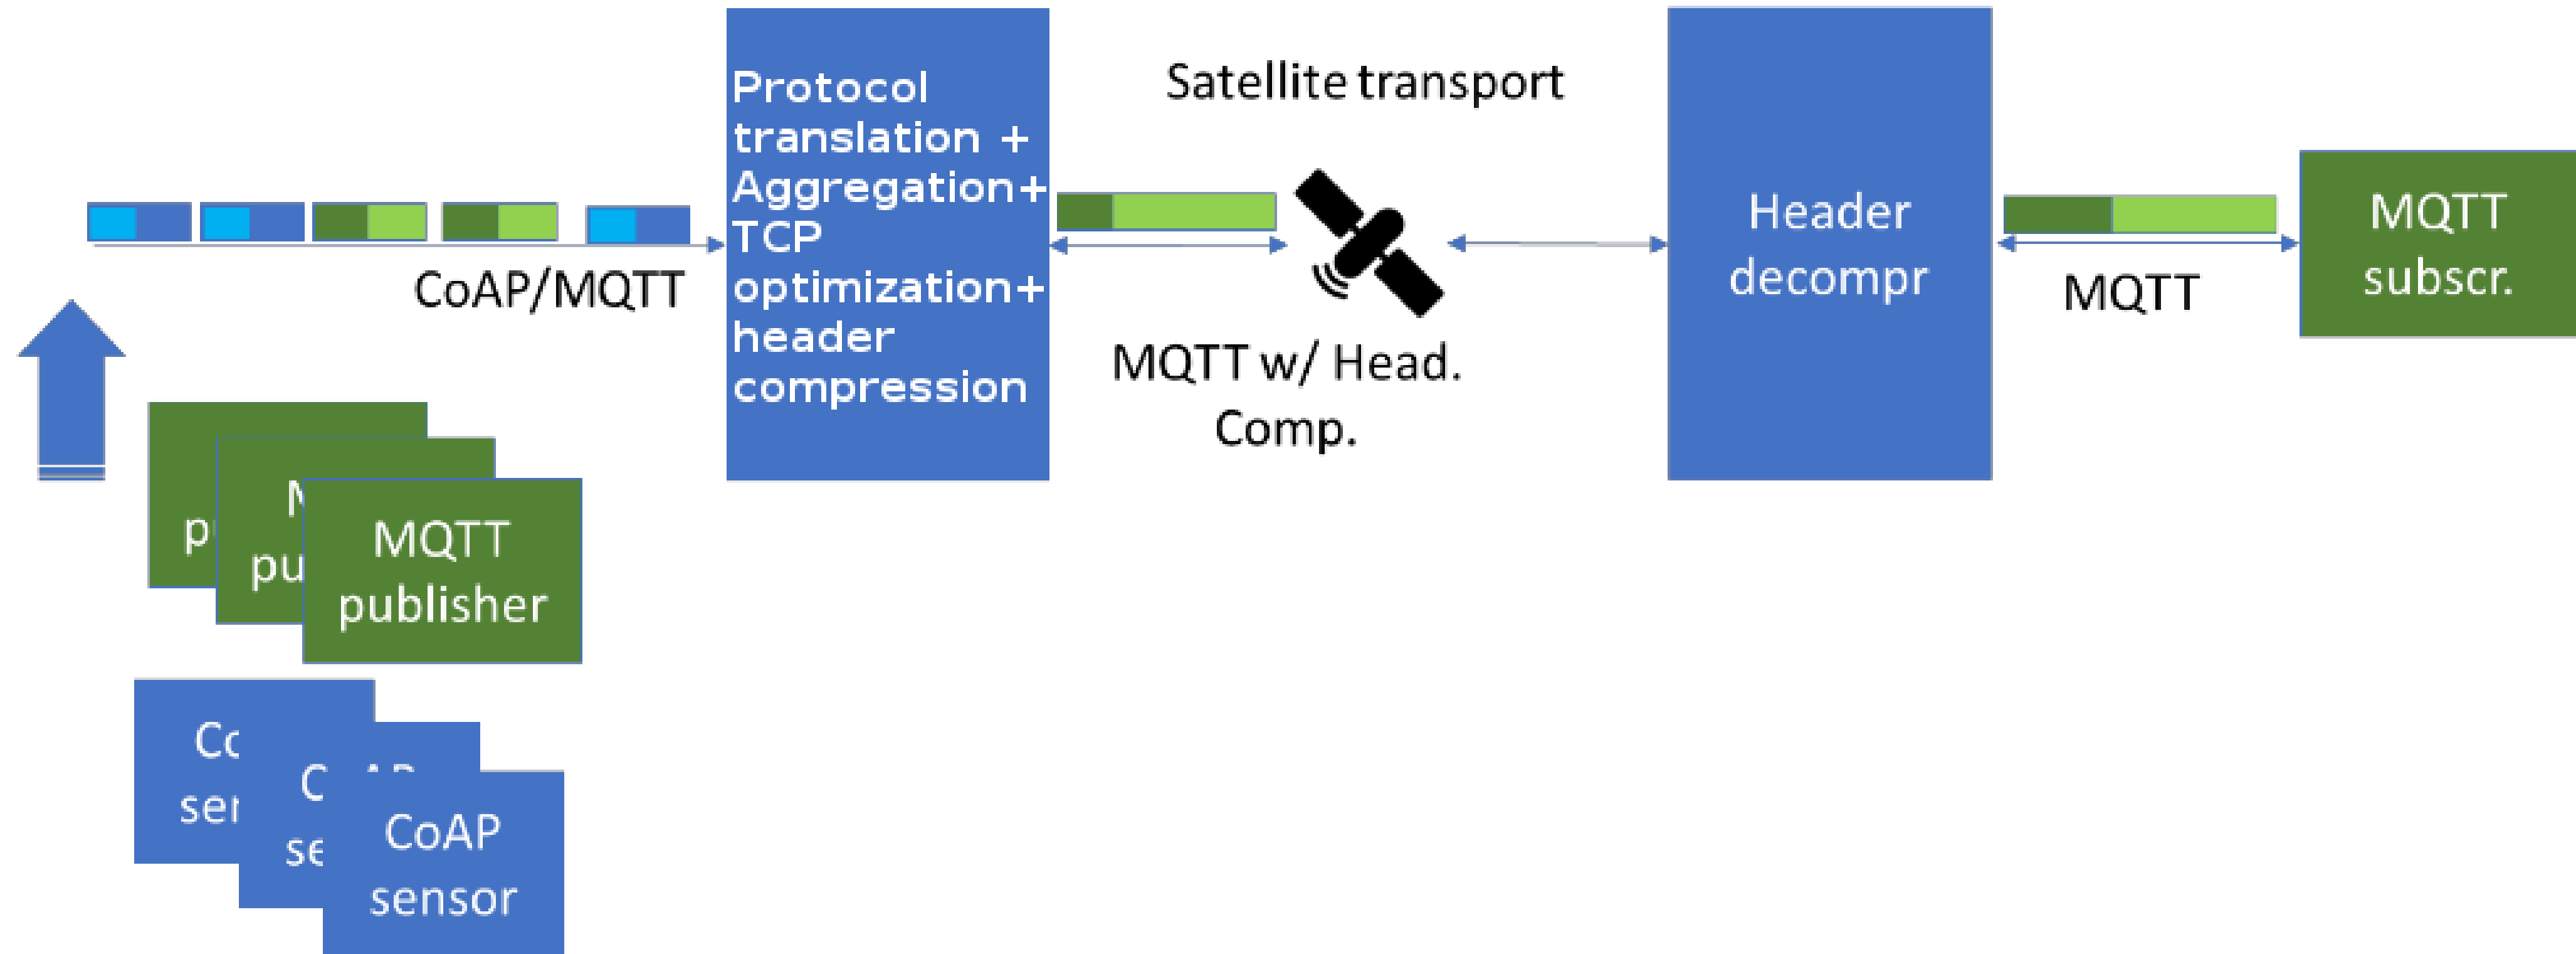 Protocol
translation +
Aggregation+
TCP
optimization+
header
compression
Satellite transport
CoAP/MQTT
MQTT w/ Head.
Comp.
Header
decompr
MQTT
MQTT
subscr.
MQTT
publisher
CoAP
sensor